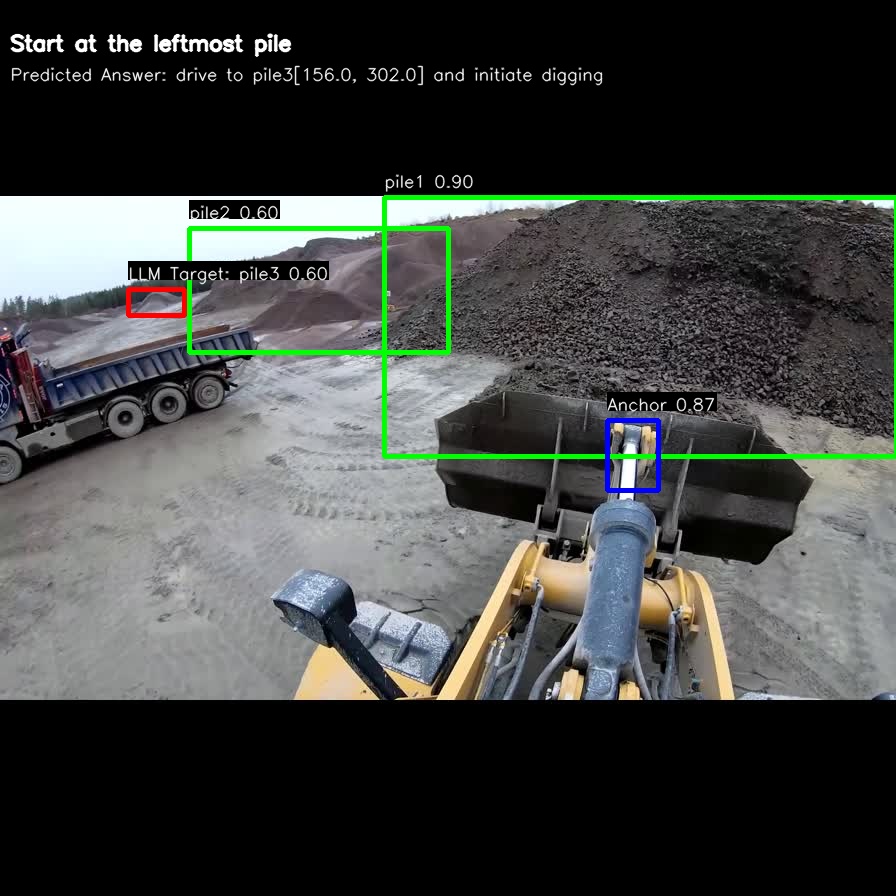 Start at the leftmost pile
Predicted Answer: drive to pile3[156.0, 302.0] and initiate digging
pile1 0.90
pile2 0.60
LLM Target: pile3 0.60
Anchor 0.87